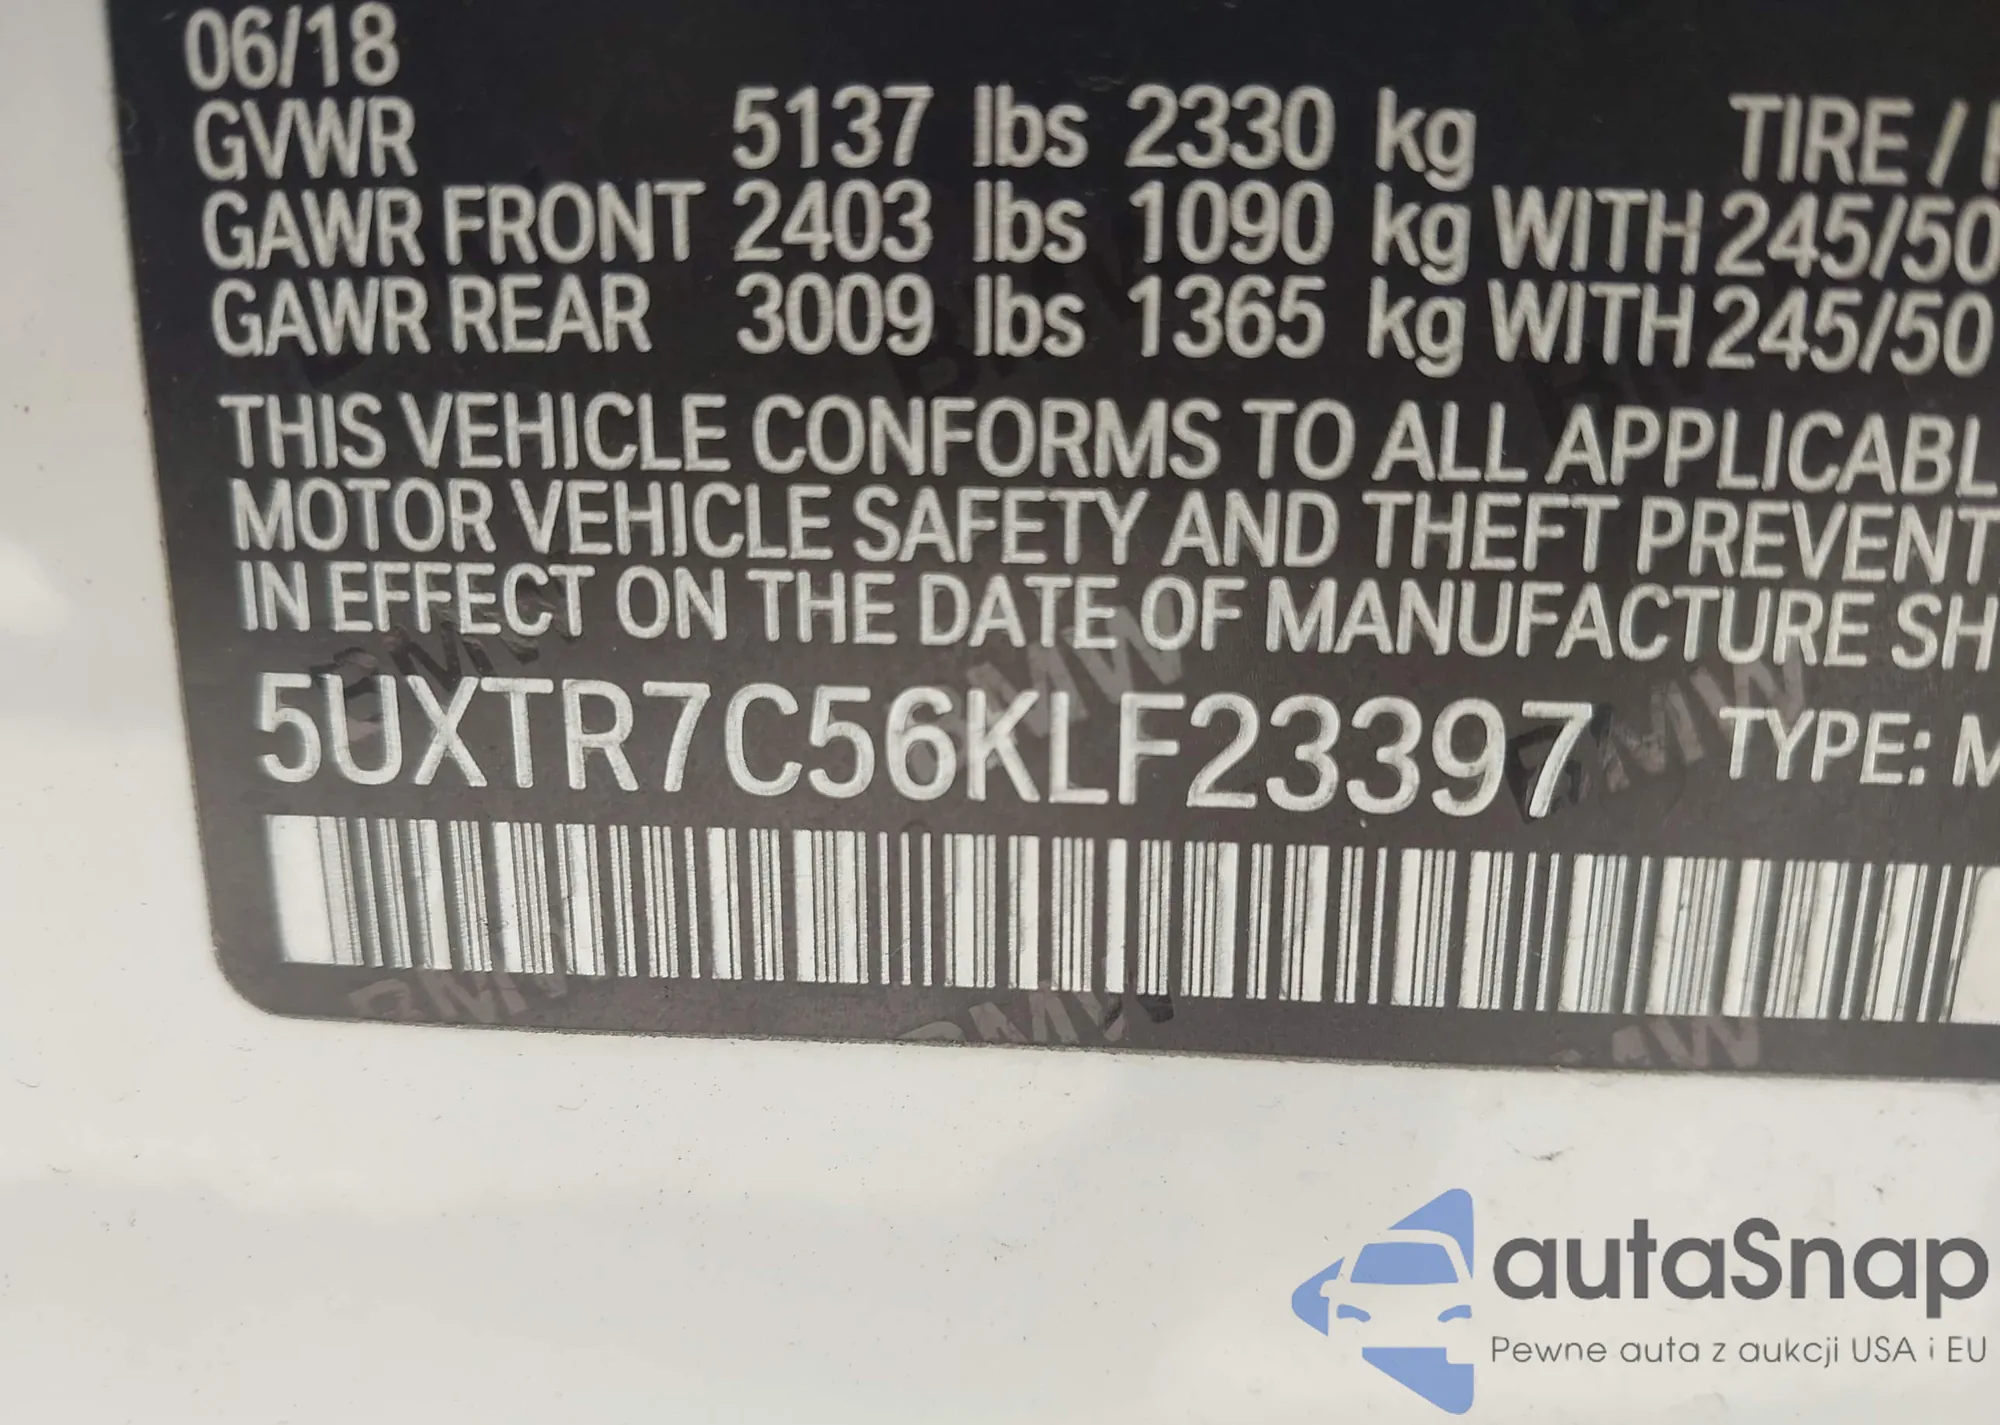 06/18
GVWR 5137 lbs 2330 kg TIRE /
GAWR FRONT 2403 lbs 1090 kg WITH 245/50
GAWR REAR 3009 lbs 1365 kg WITH 245/50
THIS VEHICLE CONFORMS TO ALL APPLICABL
MOTOR VEHICLE SAFETY AND THEFT PREVENT
IN EFFECT ON THE DATE OF MANUFACTURE SH
5UXTR7C56KLF23397 TYPE: M
autaSnap
Pewne auta z aukcji USA i EU